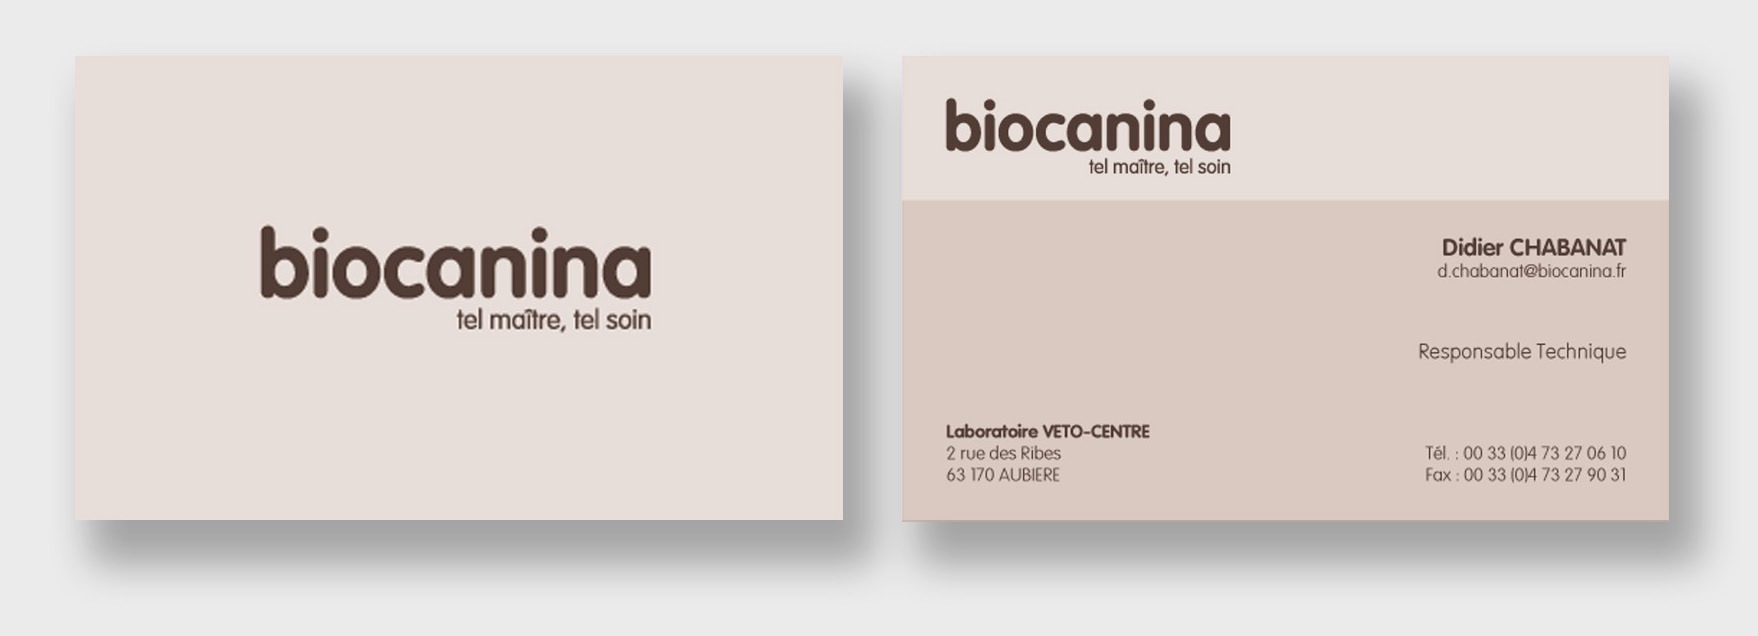 biocanina
tel maître, tel soin
biocanina
tel maître, tel soin
Didier CHABANAT
d.chabanat@biocanina.fr
Responsable Technique
Laboratoire VETO-CENTRE
2 rue des Ribes
63 170 AUBIERE
Tél. : 00 33 (0)4 73 27 06 10
Fax : 00 33 (0)4 73 27 90 31